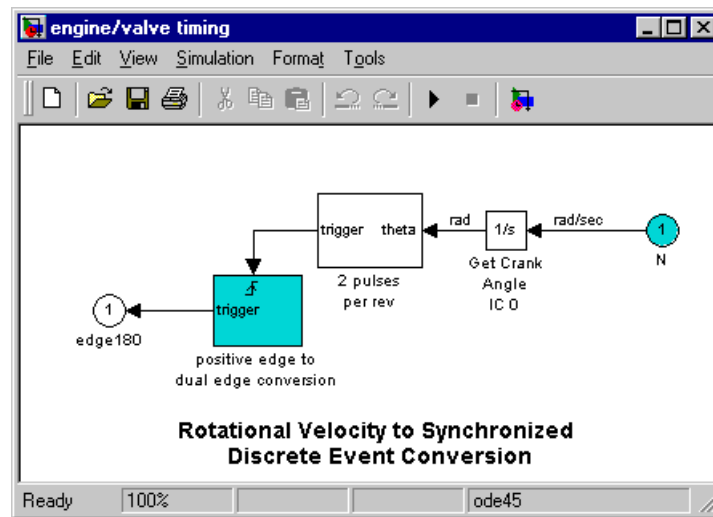 engine/valve timing
File Edit View Simulation Format Tools
rad
rad/sec
trigger theta
1/s
1
N
Get Crank
Angle
IC 0
2 pulses
per rev
trigger
1
edge180
positive edge to
dual edge conversion
Rotational Velocity to Synchronized
Discrete Event Conversion
Ready 100% ode45